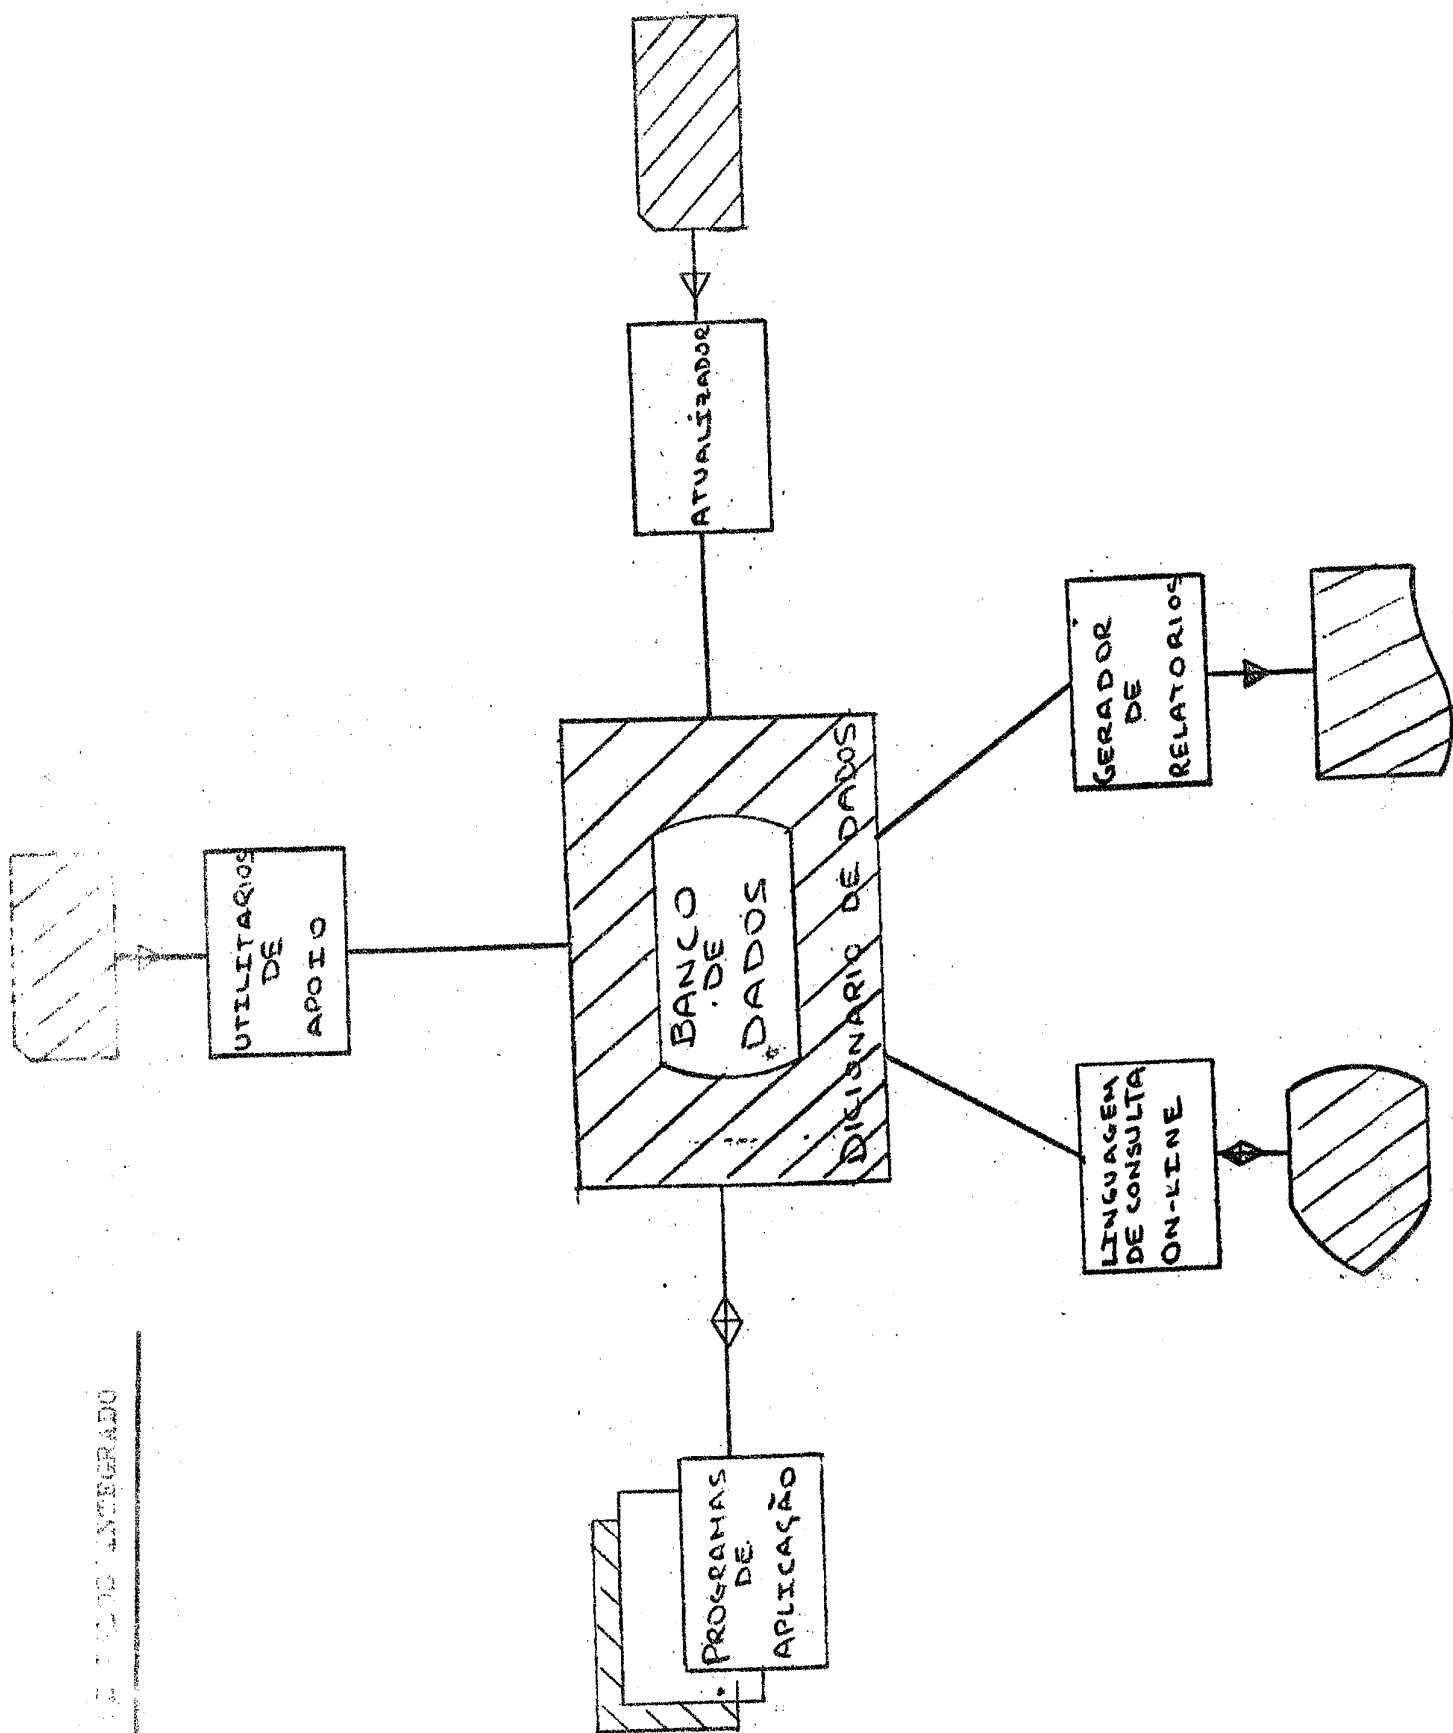 INTEGRADO
UTILITARIOS
DE
APOIO
PROGRAMAS
DE
APLICAÇÃO
BANCO
DE
DADOS
DICIONARIO DE DADOS
ATUALIZADOR
LINGUAGEM
DE CONSULTA
ON-LINE
GERADOR
DE
RELATORIOS